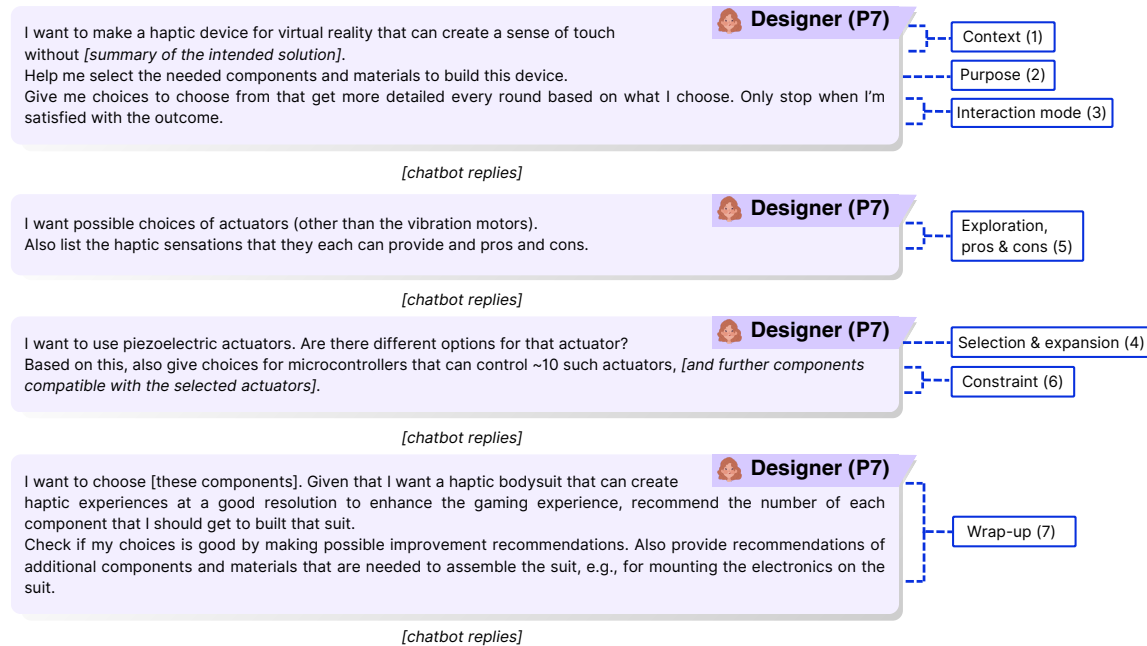 Designer (P7)
I want to make a haptic device for virtual reality that can create a sense of touch
without [summary of the intended solution].
Help me select the needed components and materials to build this device.
Give me choices to choose from that get more detailed every round based on what I choose. Only stop when I’m
satisfied with the outcome.
Context (1)
Purpose (2)
Interaction mode (3)
[chatbot replies]
Designer (P7)
I want possible choices of actuators (other than the vibration motors).
Also list the haptic sensations that they each can provide and pros and cons.
Exploration,
pros & cons (5)
[chatbot replies]
Designer (P7)
I want to use piezoelectric actuators. Are there different options for that actuator?
Based on this, also give choices for microcontrollers that can control ~10 such actuators, [and further components
compatible with the selected actuators].
Selection & expansion (4)
Constraint (6)
[chatbot replies]
Designer (P7)
I want to choose [these components]. Given that I want a haptic bodysuit that can create
haptic experiences at a good resolution to enhance the gaming experience, recommend the number of each
component that I should get to built that suit.
Check if my choices is good by making possible improvement recommendations. Also provide recommendations of
additional components and materials that are needed to assemble the suit, e.g., for mounting the electronics on the
suit.
Wrap-up (7)
[chatbot replies]